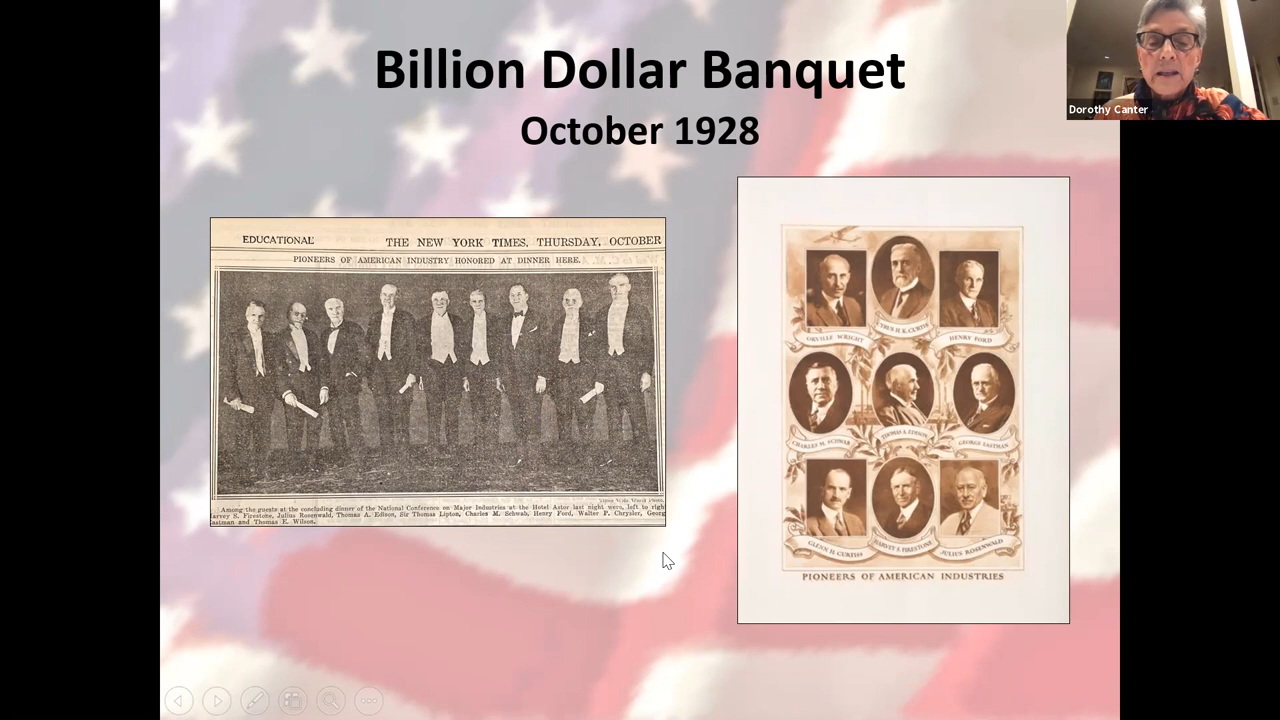 Billion Dollar Banquet
October 1928
Dorothy Canter
EDUCATIONAL THE NEW YORK TIMES, THURSDAY, OCTOBER
PIONEERS OF AMERICAN INDUSTRY HONORED AT DINNER HERE.
Among the guests at the concluding dinner of the National Conference on Major Industries at the Hotel Astor last night were, left to righ
Harvey S. Firestone, Julius Rosenwald, Thomas A. Edison, Sir Thomas Lipton, Charles M. Schwab, Henry Ford, Walter P. Chrysler, Georg
Eastman and Thomas E. Wilson.
ORVILLE WRIGHT
CYRUS H. K. CURTIS
HENRY FORD
CHARLES M. SCHWAB
THOMAS A. EDISON
GEORGE EASTMAN
GLENN H. CURTISS
HARVEY S. FIRESTONE
JULIUS ROSENWALD
PIONEERS OF AMERICAN INDUSTRIES